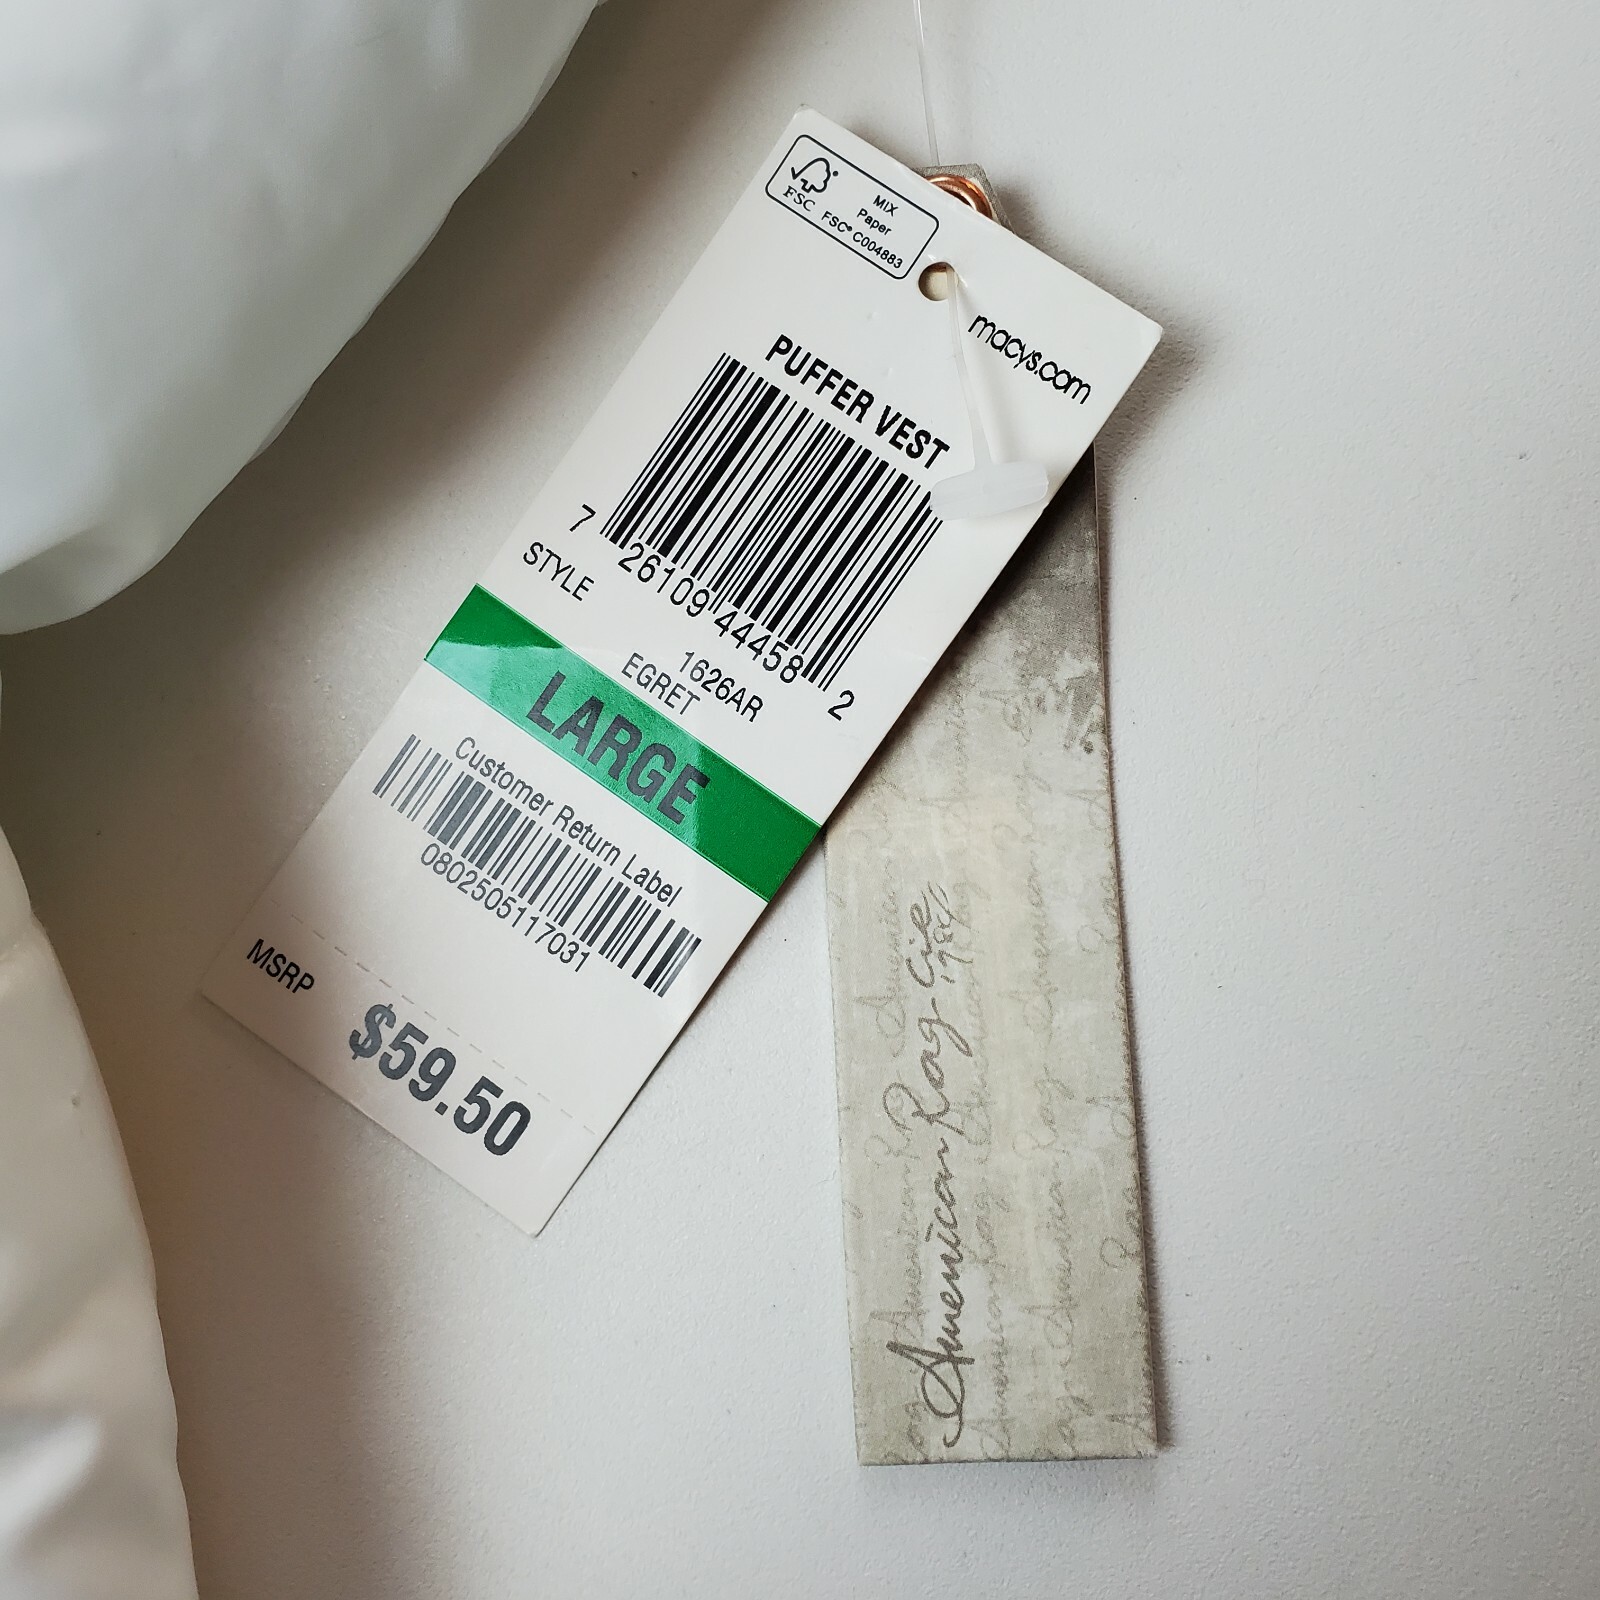 FSC
MIX
Paper
FSC® C004883
macys.com
PUFFER VEST
7 26109 44458 2
STYLE 1626AR
EGRET
LARGE
Customer Return Label
0802505117031
MSRP
$59.50
American Rag Cie
1984